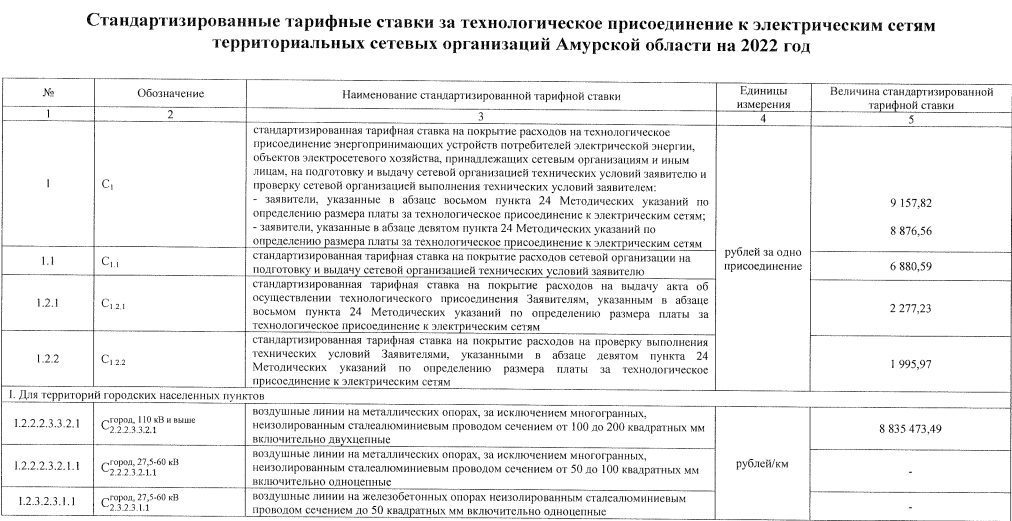 Стандартизированные тарифные ставки за технологическое присоединение к электрическим сетям
территориальных сетевых организаций Амурской области на 2022 год
№
Обозначение
Наименование стандартизированной тарифной ставки
Единицы
измерения
Величина стандартизированной
тарифной ставки
1
2
3
4
5
1
С1
стандартизированная тарифная ставка на покрытие расходов на технологическое
присоединение энергопринимающих устройств потребителей электрической энергии,
объектов электросетевого хозяйства, принадлежащих сетевым организациям и иным
лицам, на подготовку и выдачу сетевой организацией технических условий заявителю и
проверку сетевой организацией выполнения технических условий заявителем:
- заявители, указанные в абзаце восьмом пункта 24 Методических указаний по
определению размера платы за технологическое присоединение к электрическим сетям;
- заявители, указанные в абзаце девятом пункта 24 Методических указаний по
определению размера платы за технологическое присоединение к электрическим сетям
рублей за одно
присоединение
9 157,82
8 876,56
1.1
С1.1
стандартизированная тарифная ставка на покрытие расходов сетевой организации на
подготовку и выдачу сетевой организацией технических условий заявителю
6 880,59
1.2.1
С1.2.1
стандартизированная тарифная ставка на покрытие расходов на выдачу акта об
осуществлении технологического присоединения Заявителям, указанным в абзаце
восьмом пункта 24 Методических указаний по определению размера платы за
технологическое присоединение к электрическим сетям
2 277,23
1.2.2
С1.2.2
стандартизированная тарифная ставка на покрытие расходов на проверку выполнения
технических условий Заявителями, указанными в абзаце девятом пункта 24
Методических указаний по определению размера платы за технологическое
присоединение к электрическим сетям
1 995,97
I. Для территорий городских населенных пунктов
I.2.2.2.3.3.2.1
С город, 110 кВ и выше 2.2.2.3.3.2.1
воздушные линии на металлических опорах, за исключением многогранных,
неизолированным сталеалюминиевым проводом сечением от 100 до 200 квадратных мм
включительно двухцепные
рублей/км
8 835 473,49
I.2.2.2.3.2.1.1
С город, 27,5-60 кВ 2.2.2.3.2-1.1
воздушные линии на металлических опорах, за исключением многогранных,
неизолированным сталеалюминиевым проводом сечением от 50 до 100 квадратных мм
включительно одноцепные
-
I.2.3.2.3.1.1
С город, 27,5-60 кВ 2.3.2.3.1.1
воздушные линии на железобетонных опорах неизолированным сталеалюминиевым
проводом сечением до 50 квадратных мм включительно одноцепные
-